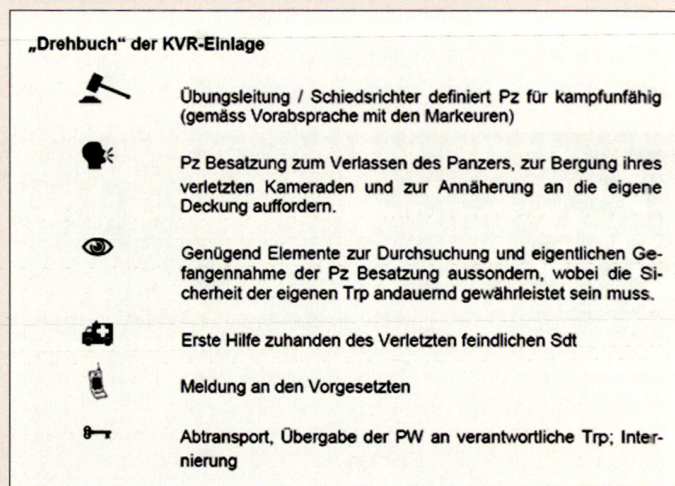 „Drehbuch“ der KVR-Einlage
Übungsleitung / Schiedsrichter definiert Pz für kampfunfähig
(gemäss Vorabsprache mit den Markeuren)
Pz Besatzung zum Verlassen des Panzers, zur Bergung ihres
verletzten Kameraden und zur Annäherung an die eigene
Deckung auffordern.
Genügend Elemente zur Durchsuchung und eigentlichen Ge-
fangennahme der Pz Besatzung aussondern, wobei die Si-
cherheit der eigenen Trp andauernd gewährleistet sein muss.
Erste Hilfe zuhanden des Verletzten feindlichen Sdt
Meldung an den Vorgesetzten
Abtransport, Übergabe der PW an verantwortliche Trp; Inter-
nierung